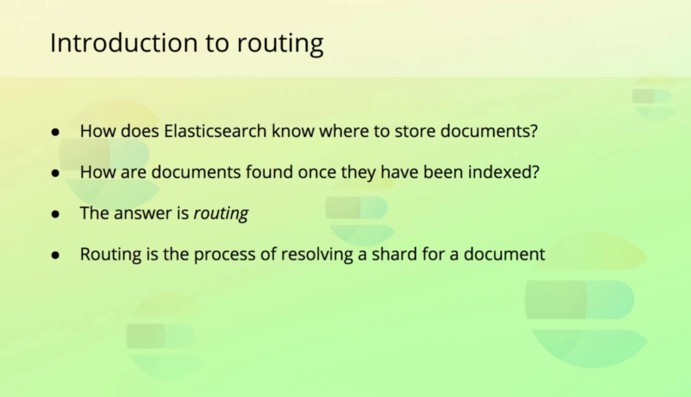 Introduction to routing
● How does Elasticsearch know where to store documents?
● How are documents found once they have been indexed?
● The answer is routing
● Routing is the process of resolving a shard for a document